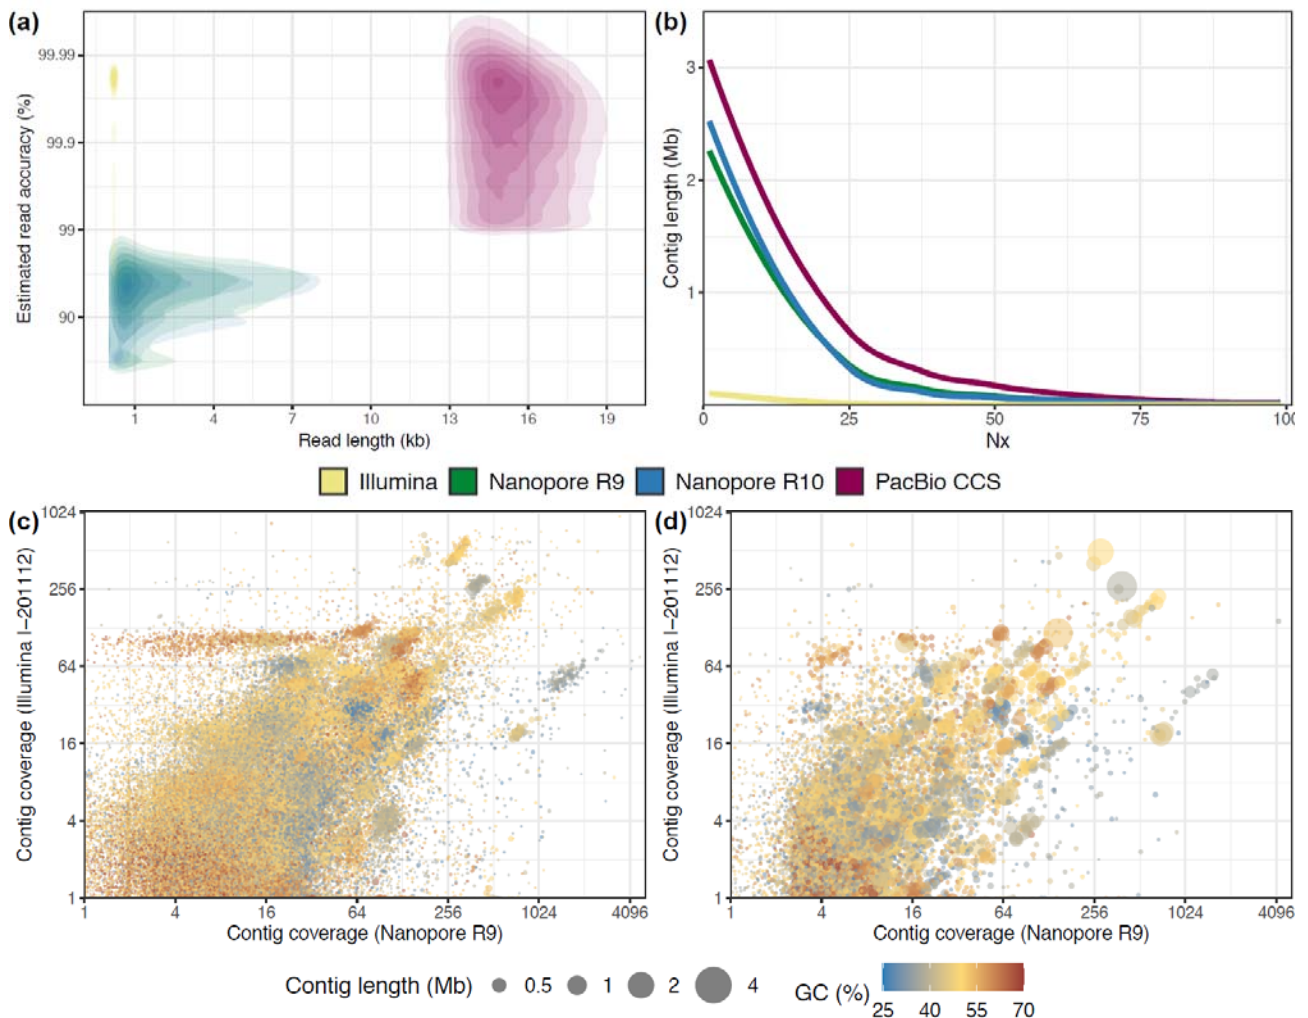 (a)
Estimated read accuracy (%)
99.99
99.9
99
90
1 4 7 10 13 16 19
Read length (kb)
(b)
Contig length (Mb)
3
2
1
0 25 50 75 100
Nx
Illumina Nanopore R9 Nanopore R10 PacBio CCS
(c)
Contig coverage (Illumina I−201112)
1024
256
64
16
4
1
1 4 16 64 256 1024 4096
Contig coverage (Nanopore R9)
(d)
Contig coverage (Illumina I−201112)
1024
256
64
16
4
1
1 4 16 64 256 1024 4096
Contig coverage (Nanopore R9)
Contig length (Mb) 0.5 1 2 4
GC (%)
25 40 55 70